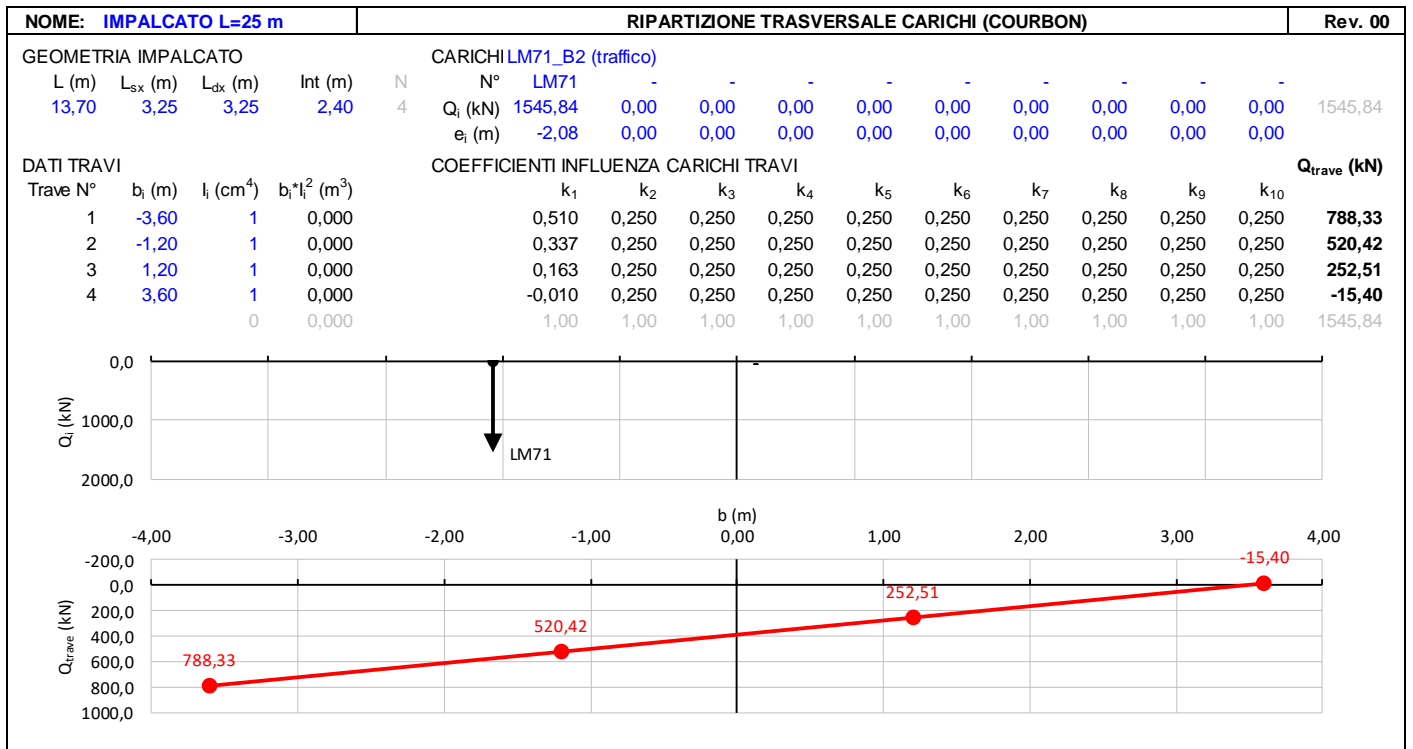 NOME: IMPALCATO L=25 m RIPARTIZIONE TRASVERSALE CARICHI (COURBON) Rev. 00
GEOMETRIA IMPALCATO CARICHI LM71_B2 (traffico)
L (m) Lsx (m) Ldx (m) Int (m) N N° LM71 - - - - - - - - -
13,70 3,25 3,25 2,40 4 Qi (kN) 1545,84 0,00 0,00 0,00 0,00 0,00 0,00 0,00 0,00 0,00 1545,84
ei (m) -2,08 0,00 0,00 0,00 0,00 0,00 0,00 0,00 0,00 0,00
DATI TRAVI COEFFICIENTI INFLUENZA CARICHI TRAVI Qtrave (kN)
Trave N° bi (m) Ii (cm4) bi*Ii2 (m3) k1 k2 k3 k4 k5 k6 k7 k8 k9 k10
1 -3,60 1 0,000 0,510 0,250 0,250 0,250 0,250 0,250 0,250 0,250 0,250 0,250 788,33
2 -1,20 1 0,000 0,337 0,250 0,250 0,250 0,250 0,250 0,250 0,250 0,250 0,250 520,42
3 1,20 1 0,000 0,163 0,250 0,250 0,250 0,250 0,250 0,250 0,250 0,250 0,250 252,51
4 3,60 1 0,000 -0,010 0,250 0,250 0,250 0,250 0,250 0,250 0,250 0,250 0,250 -15,40
0 0,000 1,00 1,00 1,00 1,00 1,00 1,00 1,00 1,00 1,00 1,00 1545,84
0,0
1000,0
2000,0
Qi (kN)
LM71
b (m)
-4,00 -3,00 -2,00 -1,00 0,00 1,00 2,00 3,00 4,00
-200,0
0,0
200,0
400,0
600,0
800,0
1000,0
Qtrave (kN)
788,33
520,42
252,51
-15,40